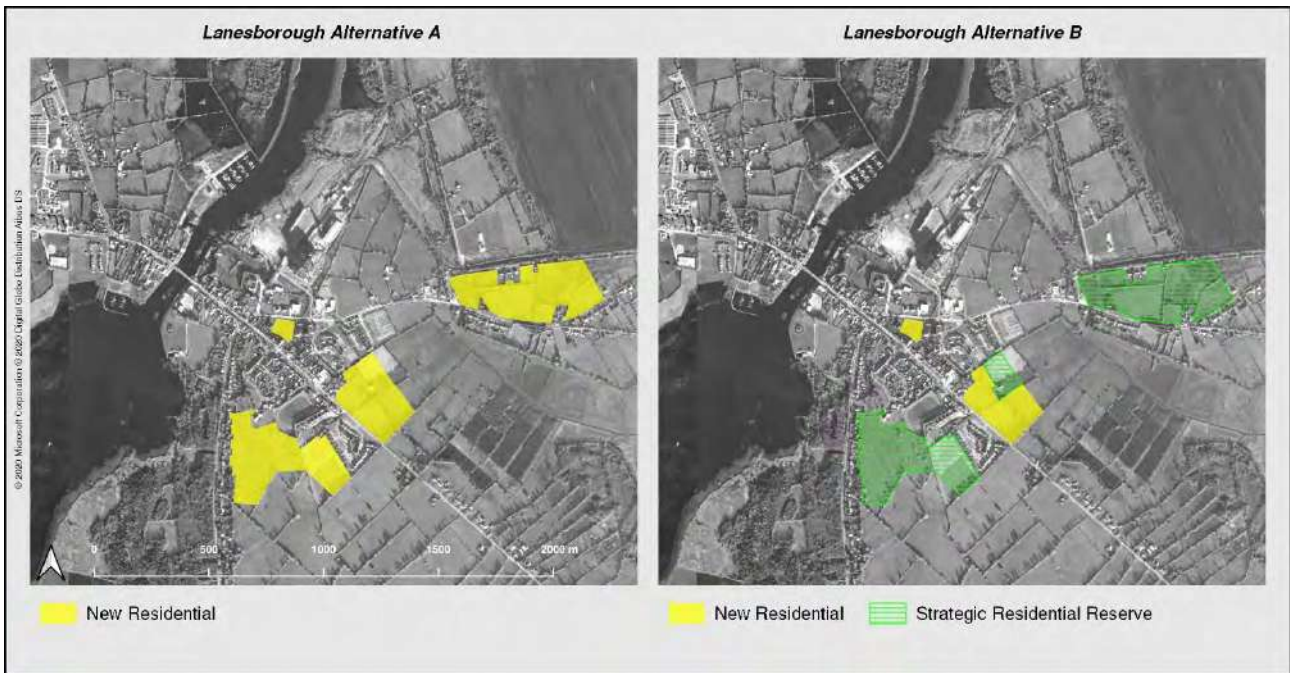 Lanesborough Alternative A
Lanesborough Alternative B
© 2020 Microsoft Corporation © 2020 Digital Globe Distribution Airbus DS
0 500 1000 1500 2000 m
New Residential
New Residential
Strategic Residential Reserve